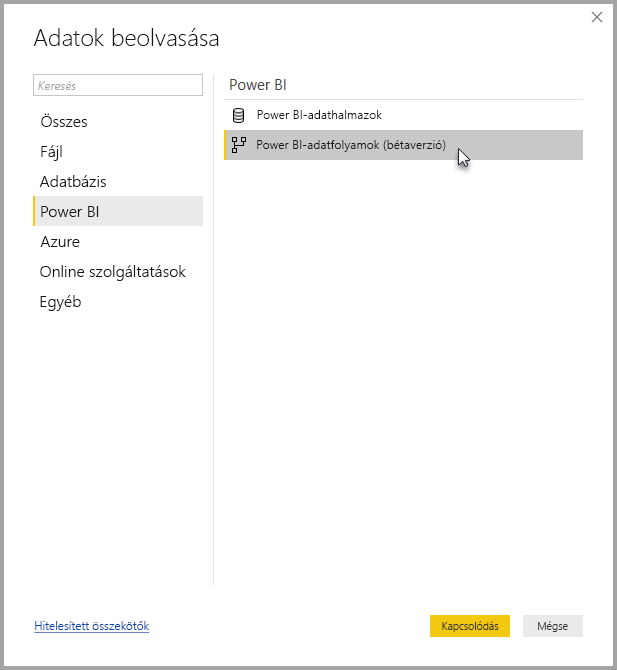 Adatok beolvasása
Keresés
Összes
Fájl
Adatbázis
Power BI
Azure
Online szolgáltatások
Egyéb
Power BI
Power BI-adathalmazok
Power BI-adatfolyamok (bétaverzió)
Hitelesített összekötők
Kapcsolódás
Mégse